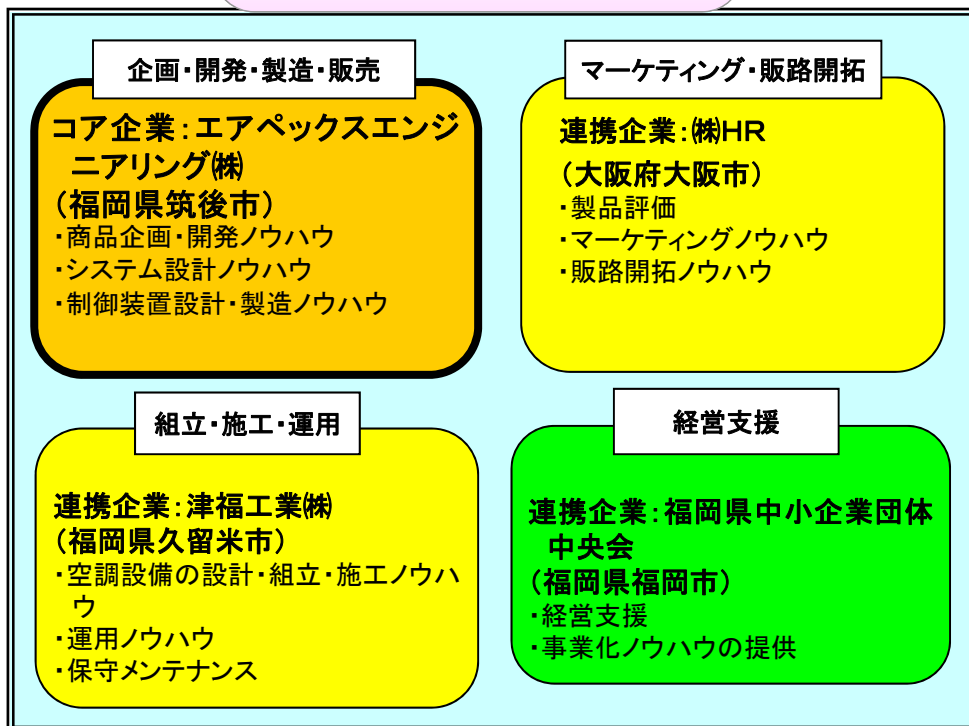 企画・開発・製造・販売
コア企業：エアペックスエンジ
ニアリング㈱
（福岡県筑後市）
・商品企画・開発ノウハウ
・システム設計ノウハウ
・制御装置設計・製造ノウハウ
マーケティング・販路開拓
連携企業：㈱HR
（大阪府大阪市）
・製品評価
・マーケティングノウハウ
・販路開拓ノウハウ
組立・施工・運用
連携企業：津福工業㈱
（福岡県久留米市）
・空調設備の設計・組立・施工ノウハ
ウ
・運用ノウハウ
・保守メンテナンス
経営支援
連携企業：福岡県中小企業団体
中央会
（福岡県福岡市）
・経営支援
・事業化ノウハウの提供